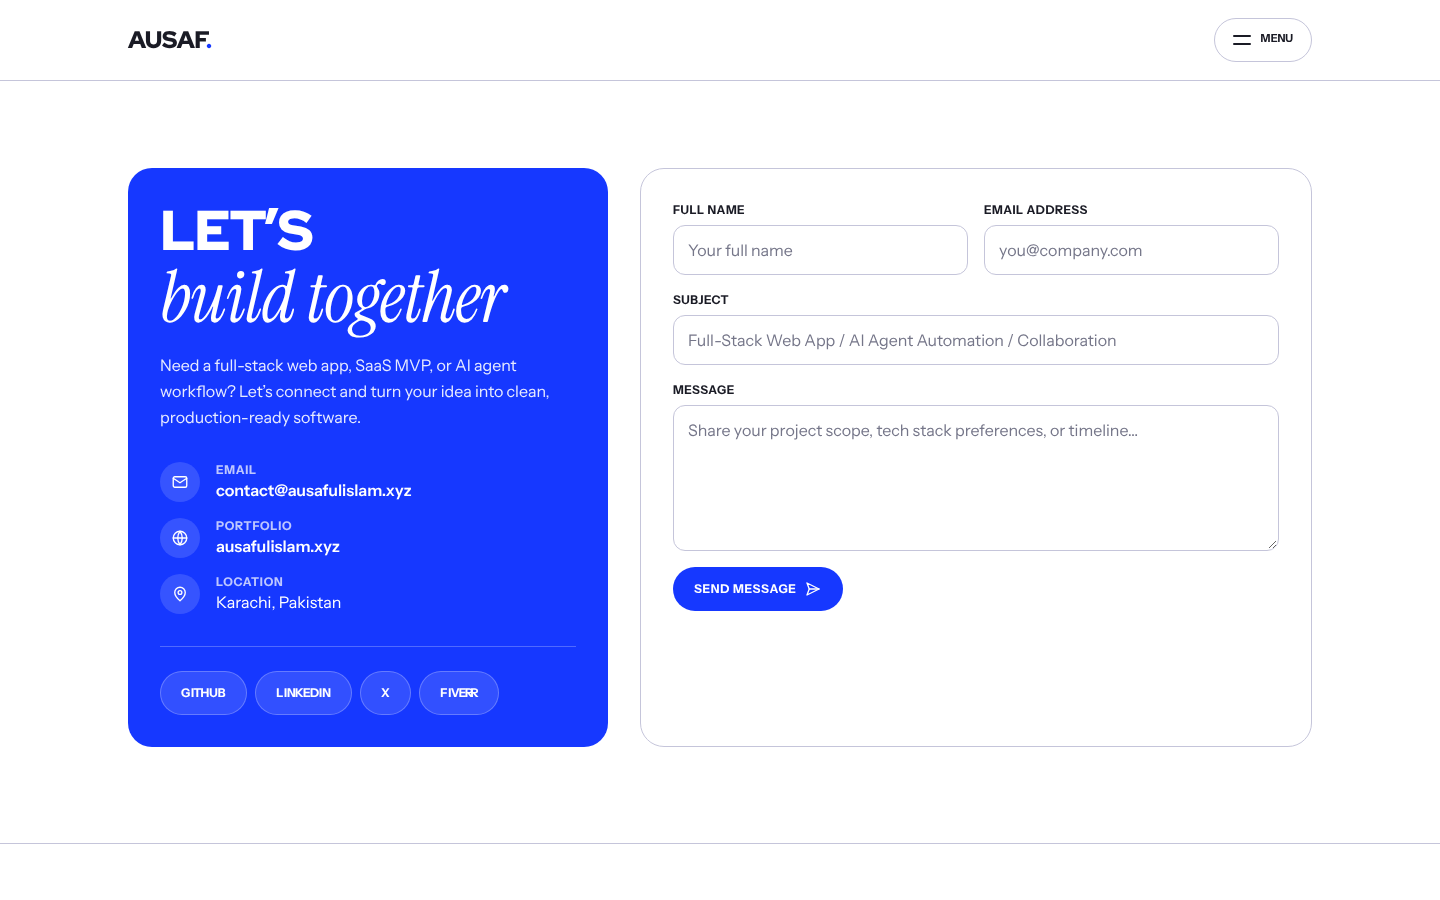 AUSAF.
MENU
LET’S
build together
Need a full-stack web app, SaaS MVP, or AI agent
workflow? Let’s connect and turn your idea into clean,
production-ready software.
EMAIL
contact@ausafulislam.xyz
PORTFOLIO
ausafulislam.xyz
LOCATION
Karachi, Pakistan
GITHUB
LINKEDIN
X
FIVERR
FULL NAME
Your full name
EMAIL ADDRESS
you@company.com
SUBJECT
Full-Stack Web App / AI Agent Automation / Collaboration
MESSAGE
Share your project scope, tech stack preferences, or timeline...
SEND MESSAGE